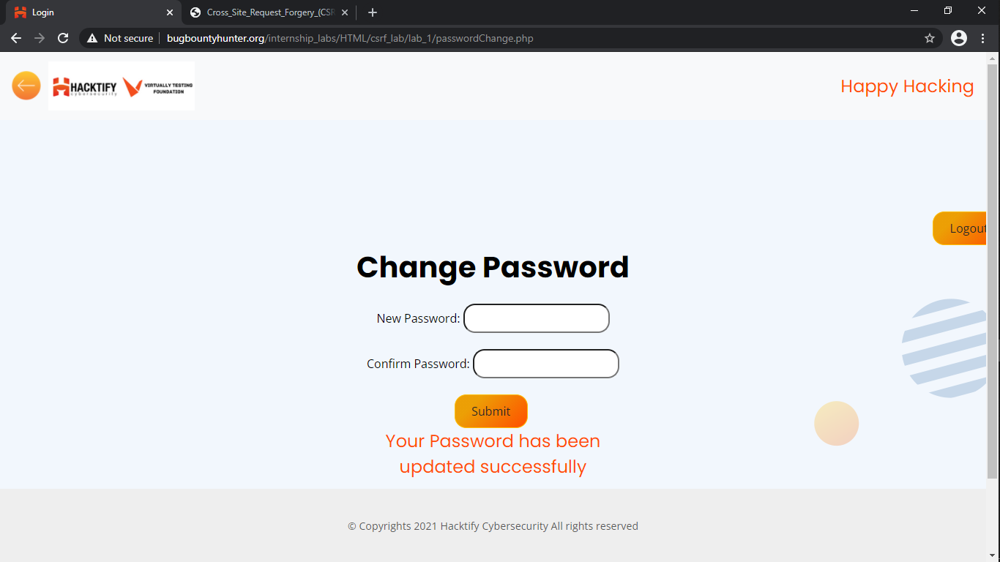 Login
Cross_Site_Request_Forgery_(CSR
Not secure
bugbountyhunter.org/internship_labs/HTML/csrf_lab/lab_1/passwordChange.php
HACKTIFY
cybersecurity
VIRTUALLY TESTING
FOUNDATION
Happy Hacking
Logout
Change Password
New Password:
Confirm Password:
Submit
Your Password has been
updated successfully
© Copyrights 2021 Hacktify Cybersecurity All rights reserved